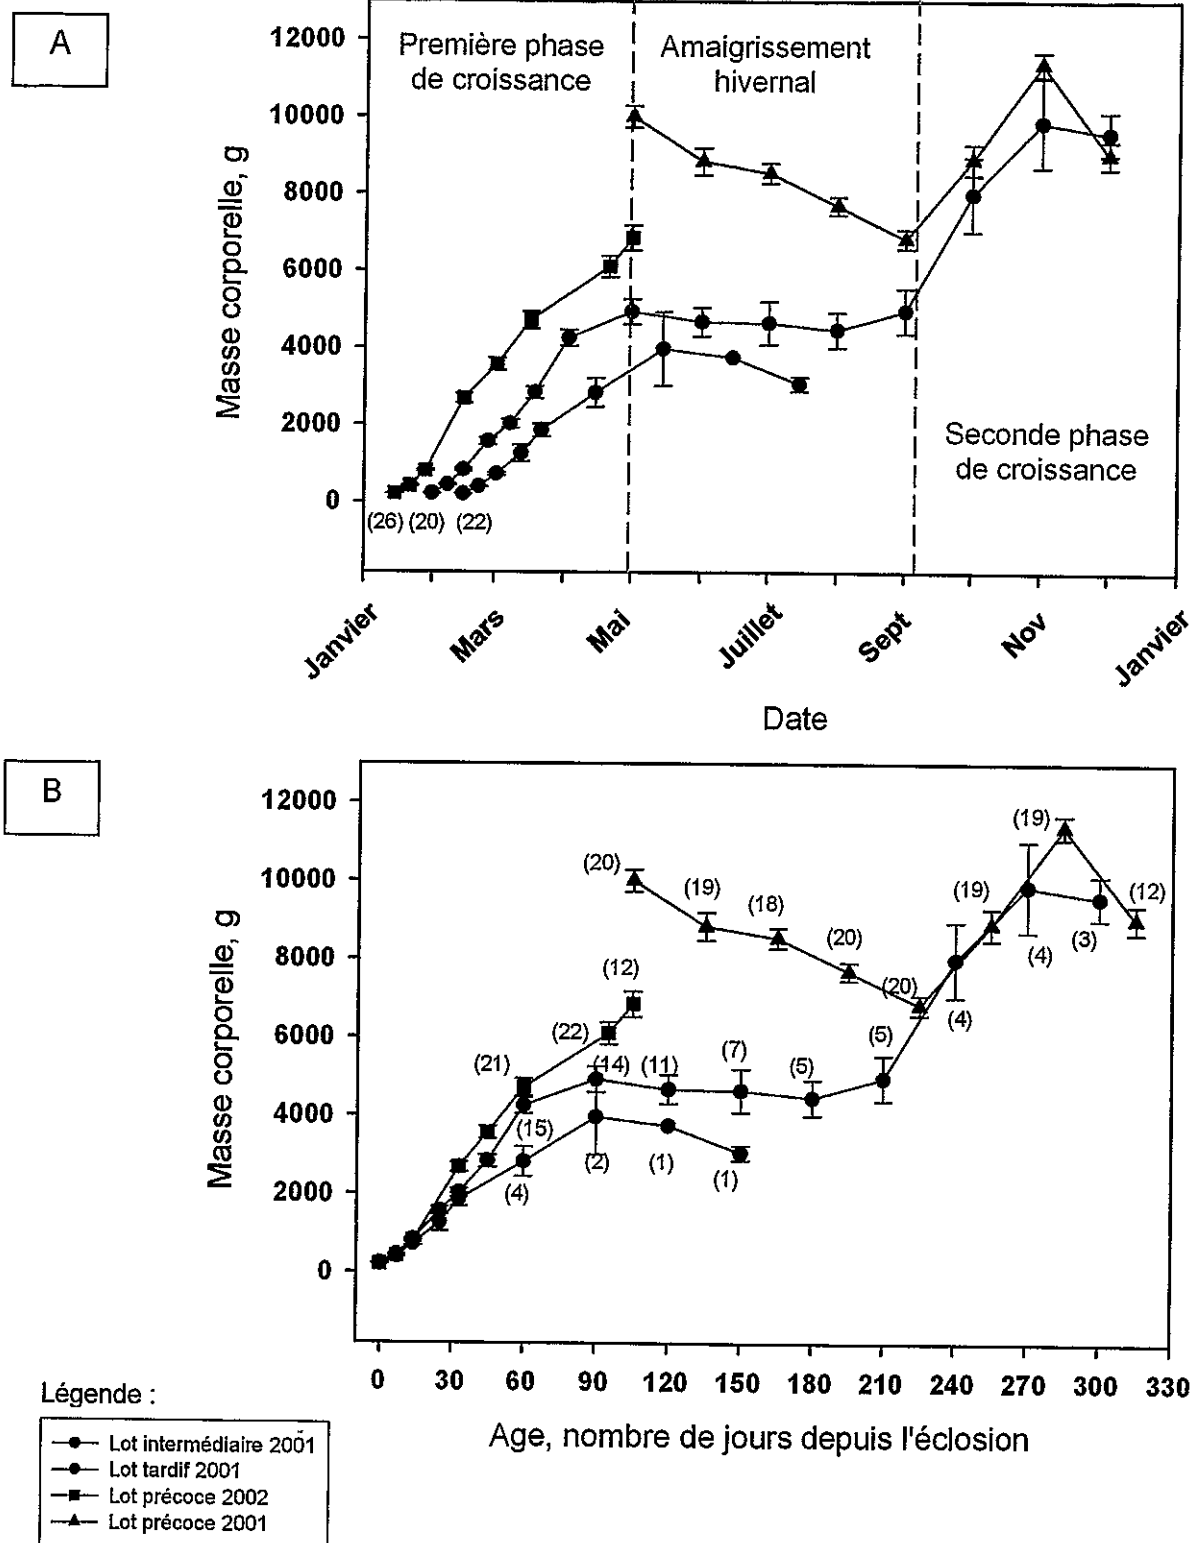 A
Première phase
de croissance
Amaigrissement
hivernal
12000
10000
8000
6000
4000
2000
0
Masse corporelle, g
(26) (20) (22)
Seconde phase
de croissance
Janvier
Mars
Mai
Juillet
Sept
Nov
Janvier
Date
B
12000
10000
8000
6000
4000
2000
0
Masse corporelle, g
(20)
(19)
(18)
(20)
(20)
(19)
(19)
(12)
(12)
(22)
(21)
(14)
(11)
(7)
(5)
(5)
(4)
(4)
(3)
(15)
(4)
(2)
(1)
(1)
0 30 60 90 120 150 180 210 240 270 300 330
Age, nombre de jours depuis l'éclosion
Légende :
Lot intermédiaire 2001
Lot tardif 2001
Lot précoce 2002
Lot précoce 2001